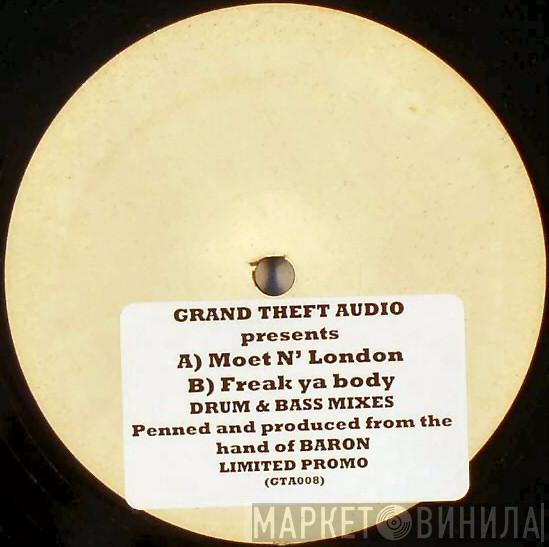 GRAND THEFT AUDIO
presents
A) Moet N' London
B) Freak ya body
DRUM & BASS MIXES
Penned and produced from the
hand of BARON
LIMITED PROMO
(GTA008)
МАРКЕТ ВИНИЛА